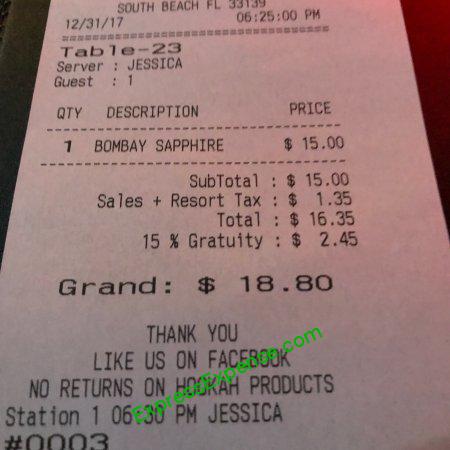 SOUTH BEACH FL 33139
12/31/17 06:25:00 PM
Table-23
Server : JESSICA
Guest : 1
QTY DESCRIPTION PRICE
1 BOMBAY SAPPHIRE $ 15.00
SubTotal : $ 15.00
Sales + Resort Tax : $ 1.35
Total : $ 16.35
15 % Gratuity : $ 2.45
Grand: $ 18.80
THANK YOU
LIKE US ON FACEBOOK
NO RETURNS ON HOOKAH PRODUCTS
Station 1 06:30 PM JESSICA
#0003
ExpressExpense.com